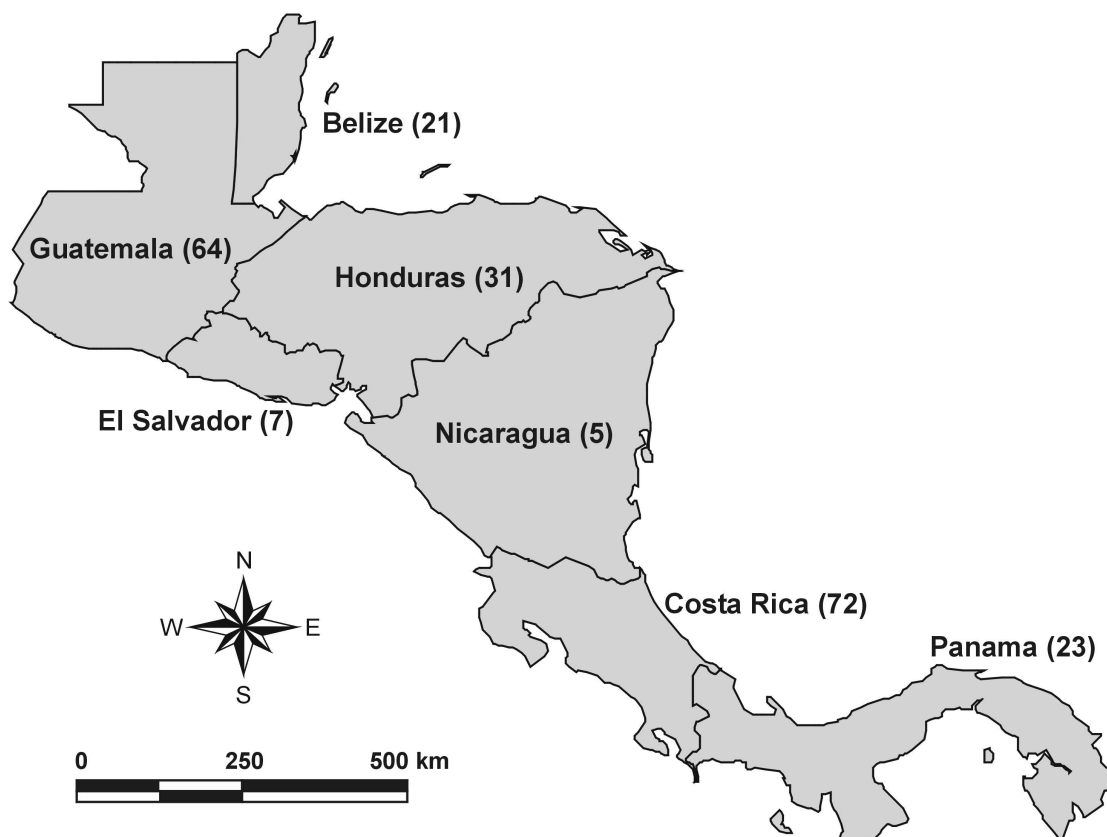 Belize (21)
Guatemala (64)
Honduras (31)
El Salvador (7)
Nicaragua (5)
N
W E
S
Costa Rica (72)
Panama (23)
0 250 500 km